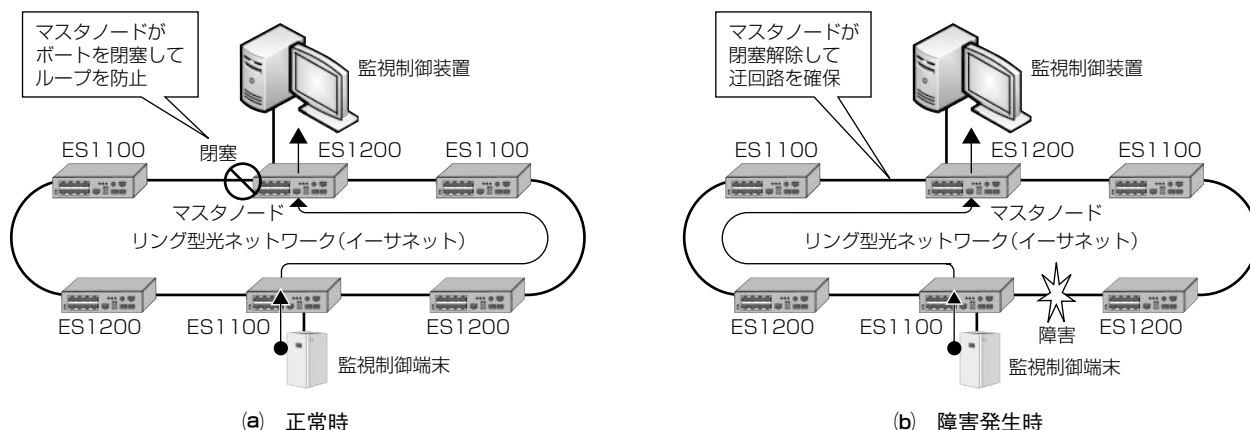 マスタノードが
ポートを閉塞して
ループを防止
監視制御装置
閉塞
ES1100
ES1200
ES1100
マスタノード
リング型光ネットワーク(イーサネット)
ES1200
ES1100
ES1200
監視制御端末
(a) 正常時
マスタノードが
閉塞解除して
迂回路を確保
監視制御装置
ES1100
ES1200
ES1100
マスタノード
リング型光ネットワーク(イーサネット)
ES1200
ES1100
障害
ES1200
監視制御端末
(b) 障害発生時